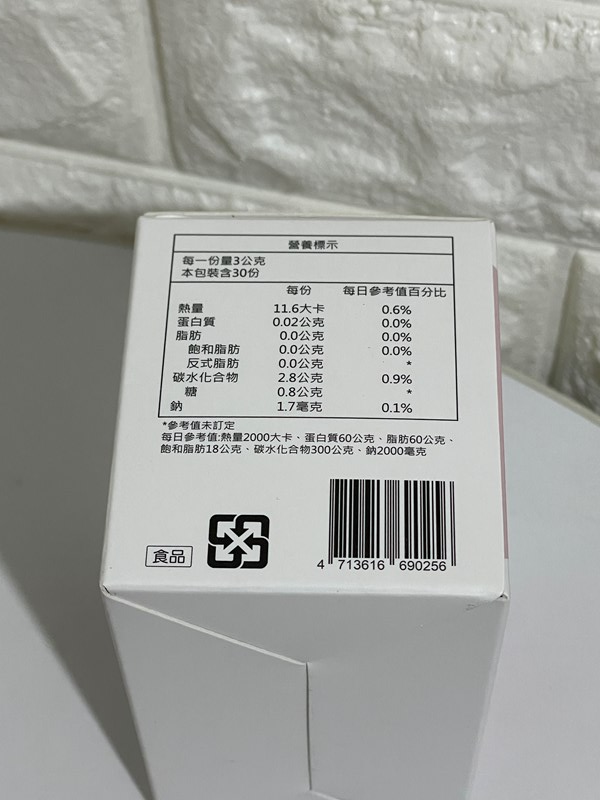 營養標示
每一份量3公克
本包裝含30份
每份 每日參考值百分比
熱量 11.6大卡 0.6%
蛋白質 0.02公克 0.0%
脂肪 0.0公克 0.0%
飽和脂肪 0.0公克 0.0%
反式脂肪 0.0公克 *
碳水化合物 2.8公克 0.9%
糖 0.8公克 *
鈉 1.7毫克 0.1%
*參考值未訂定
每日參考值:熱量2000大卡、蛋白質60公克、脂肪60公克、
飽和脂肪18公克、碳水化合物300公克、鈉2000毫克
食品
4 713616 690256